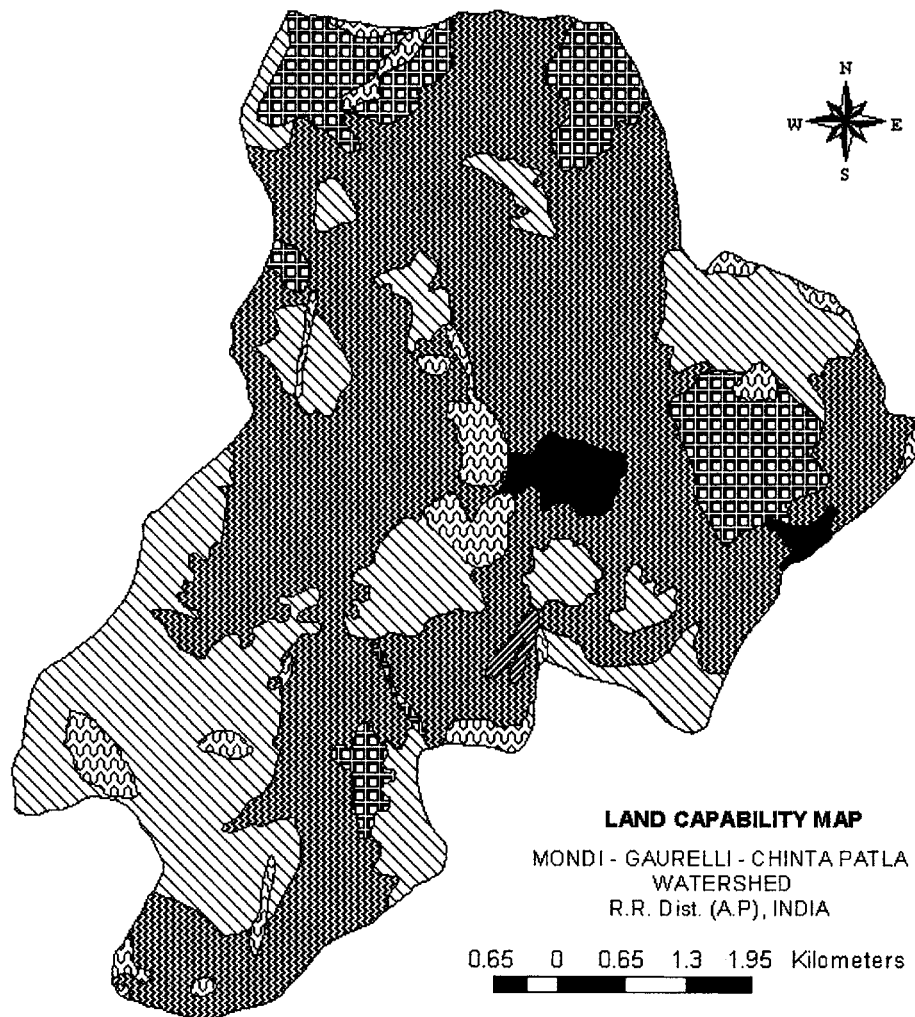 N
W E
S
LAND CAPABILITY MAP
MONDI - GAURELLI - CHINTA PATLA
WATERSHED
R.R. Dist. (A.P), INDIA
0.65 0 0.65 1.3 1.95 Kilometers